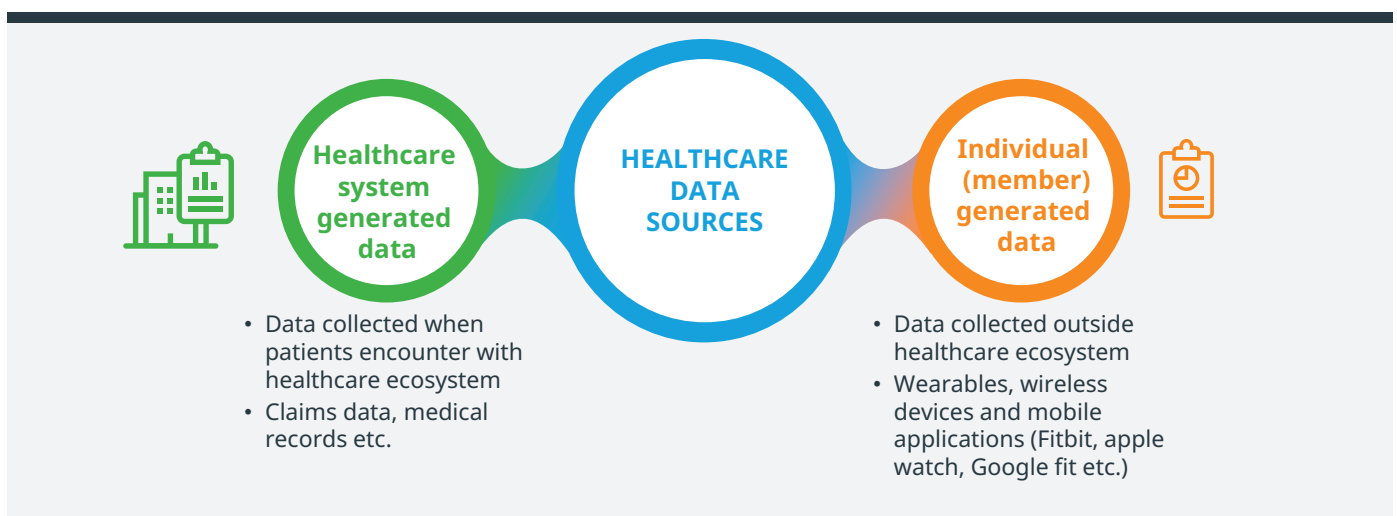 Healthcare
system
generated
data
HEALTHCARE
DATA
SOURCES
Individual
(member)
generated
data
• Data collected when
patients encounter with
healthcare ecosystem
• Claims data, medical
records etc.
• Data collected outside
healthcare ecosystem
• Wearables, wireless
devices and mobile
applications (Fitbit, apple
watch, Google fit etc.)